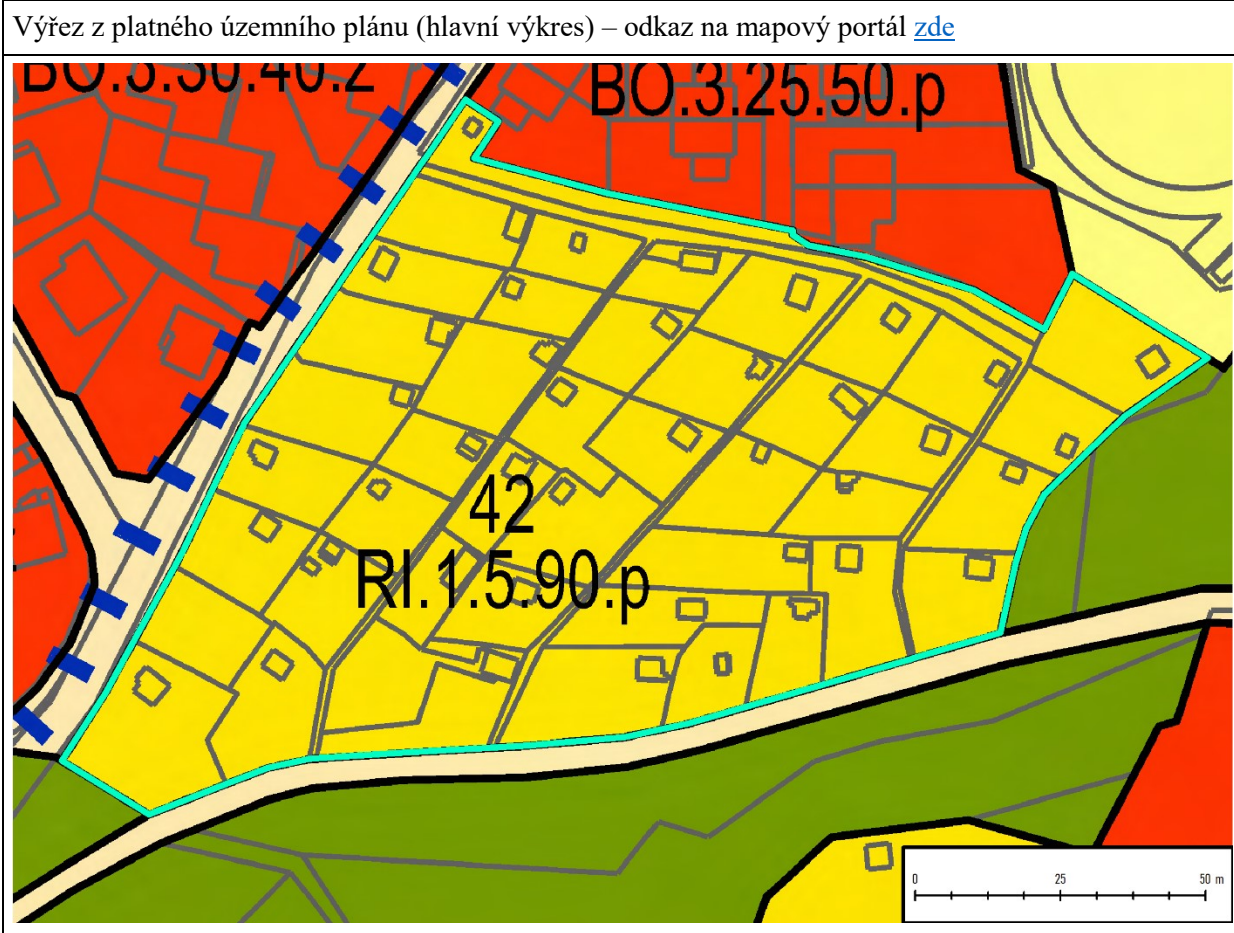 Výřez z platného územního plánu (hlavní výkres) – odkaz na mapový portál zde
BO.3.30.40.z
BO.3.25.50.p
42
RI.1.5.90.p
0 25 50 m